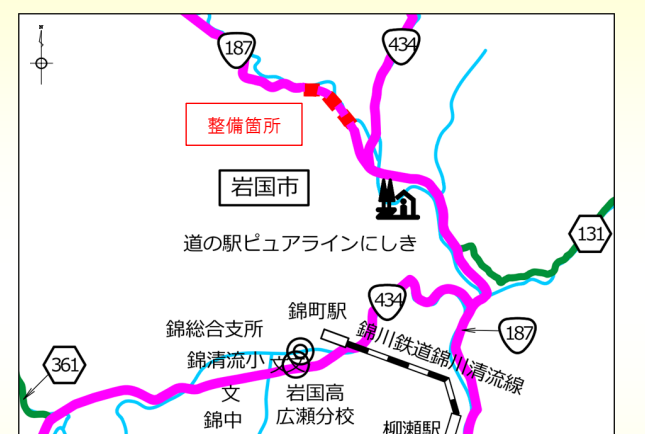 N
187
434
整備箇所
岩国市
131
道の駅ピュアラインにしき
434
錦町駅
187
錦総合支所
錦川鉄道錦川清流線
361
錦清流小
文
文
文
岩国高
広瀬分校
錦中
柳瀬駅